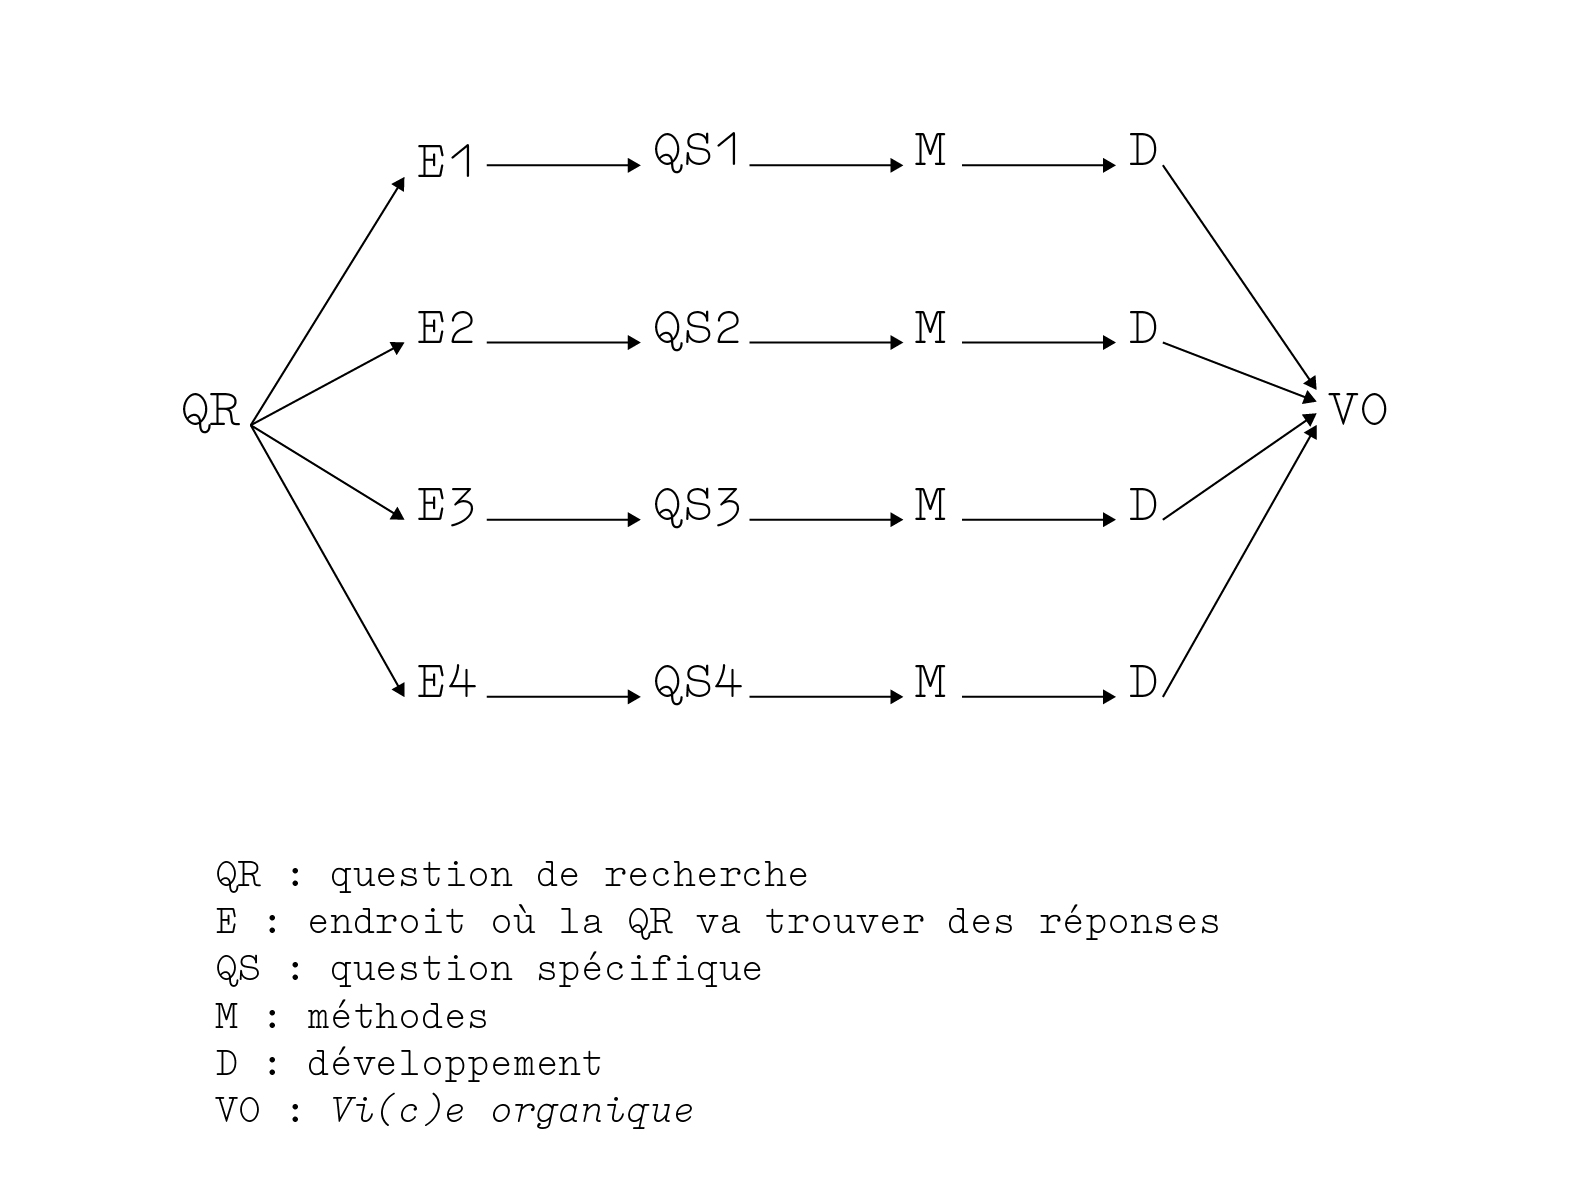 E1 QS1 M D
E2 QS2 M D
QR VO
E3 QS3 M D
E4 QS4 M D
QR : question de recherche
E : endroit où la QR va trouver des réponses
QS : question spécifique
M : méthodes
D : développement
VO : Vi(c)e organique